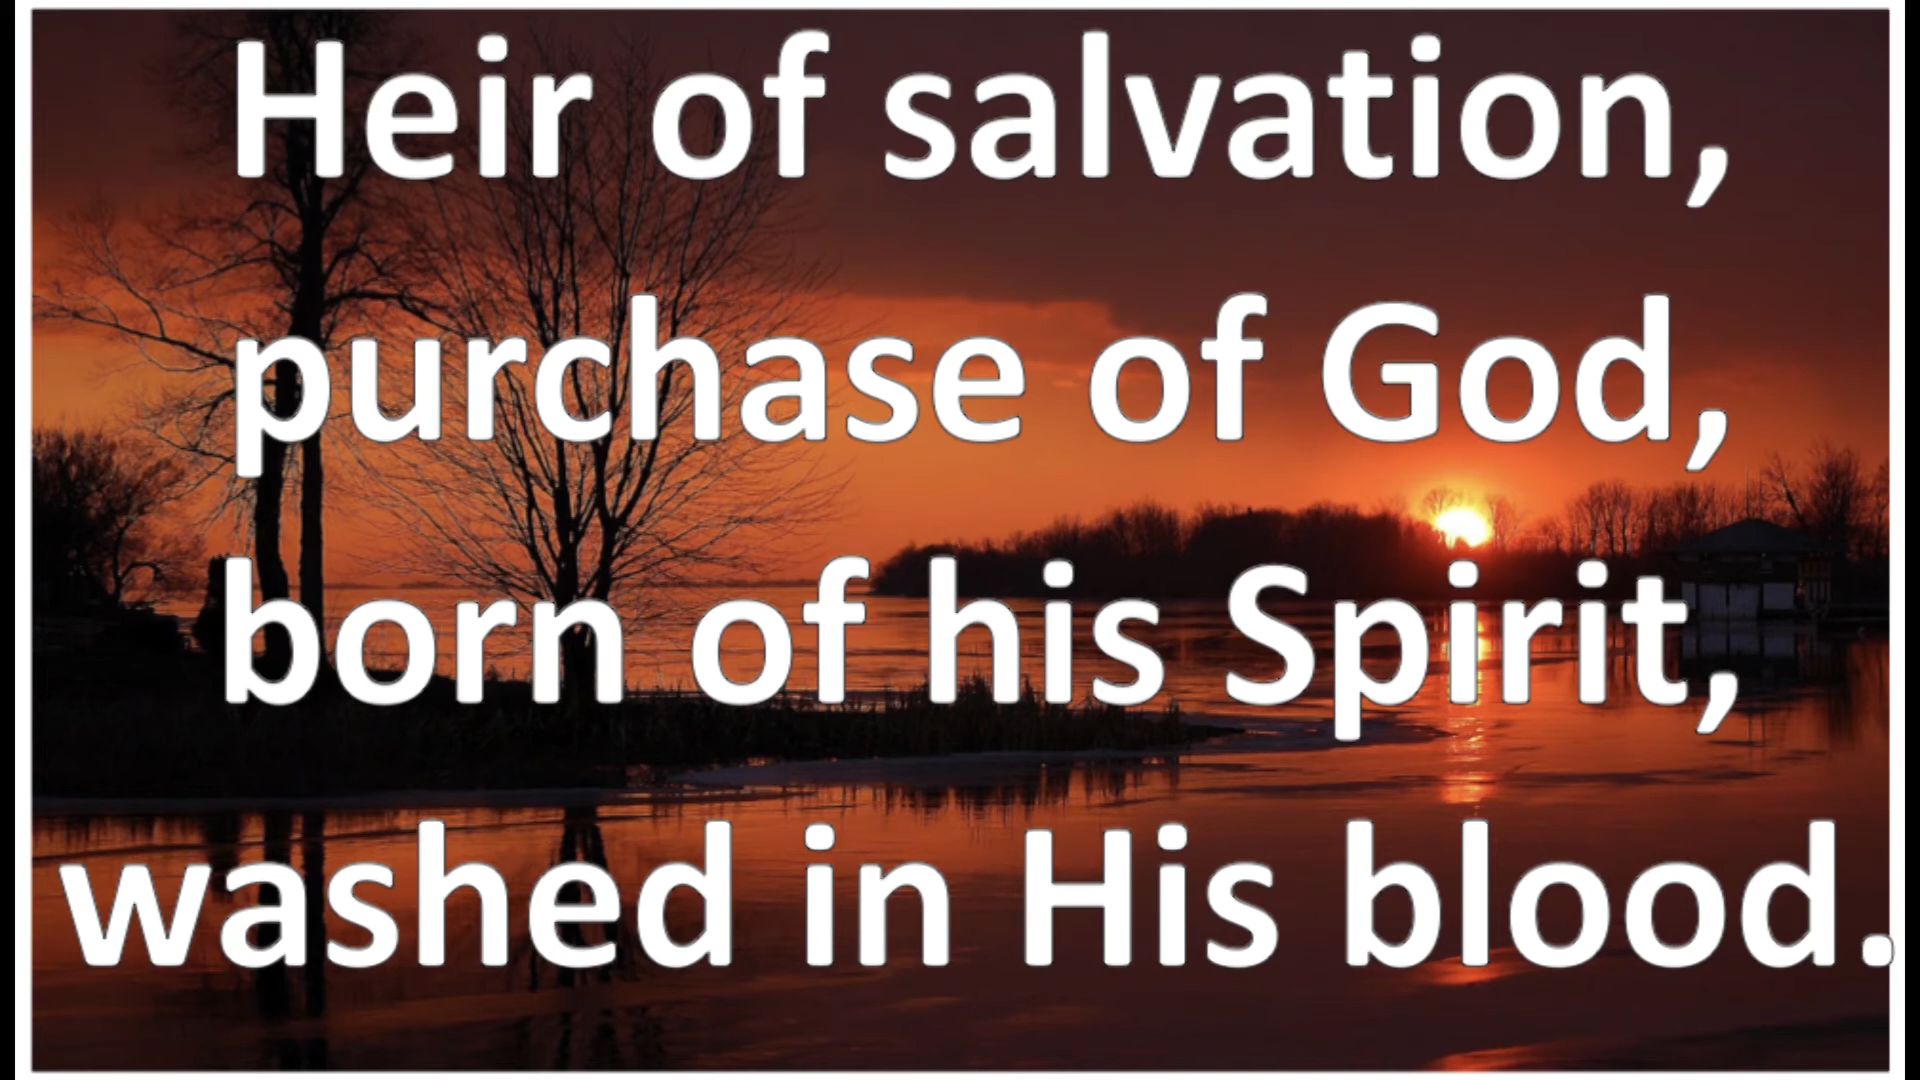 Heir of salvation,
purchase of God,
born of his Spirit,
washed in His blood.